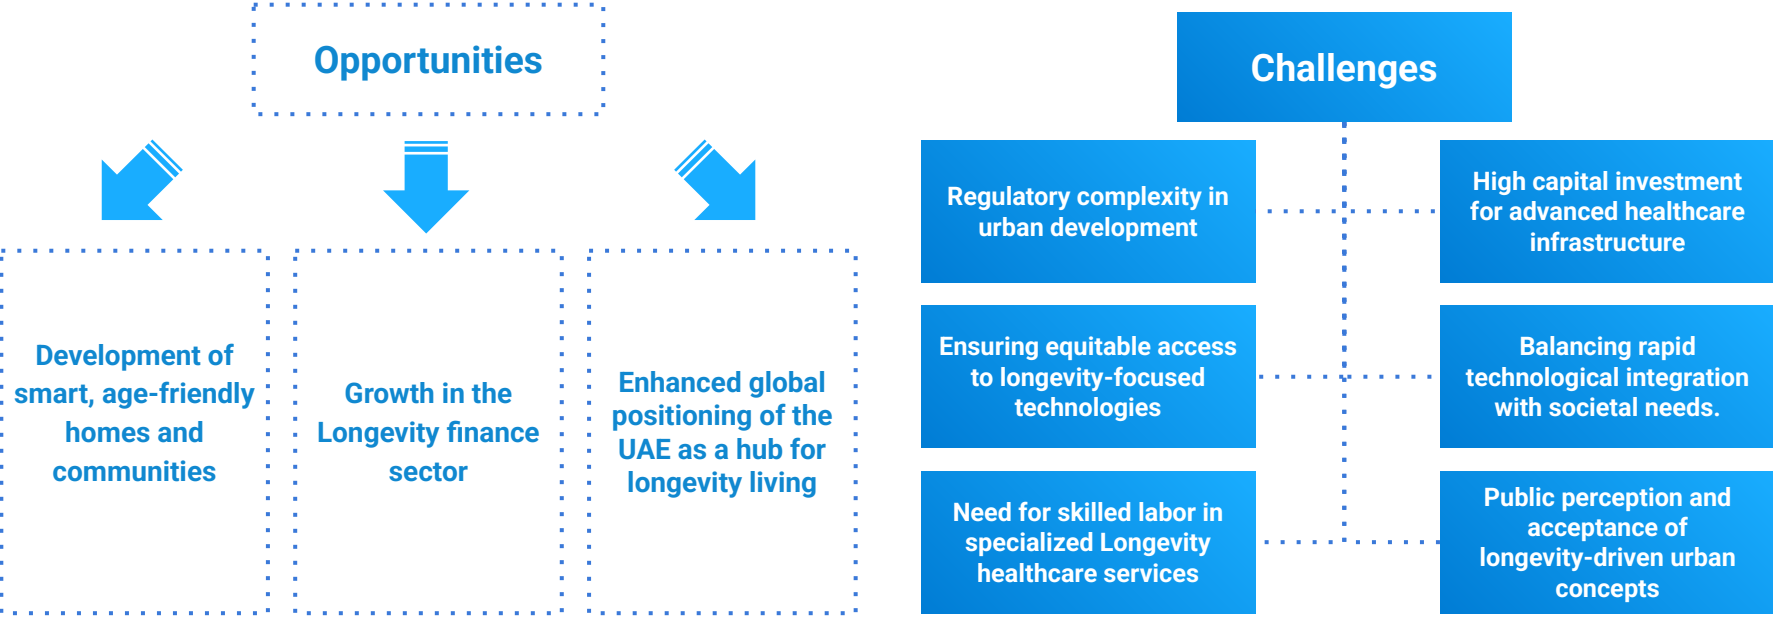 Opportunities
Development of
smart, age-friendly
homes and
communities
Growth in the
Longevity finance
sector
Enhanced global
positioning of the
UAE as a hub for
longevity living
Challenges
Regulatory complexity in
urban development
High capital investment
for advanced healthcare
infrastructure
Ensuring equitable access
to longevity-focused
technologies
Balancing rapid
technological integration
with societal needs.
Need for skilled labor in
specialized Longevity
healthcare services
Public perception and
acceptance of
longevity-driven urban
concepts